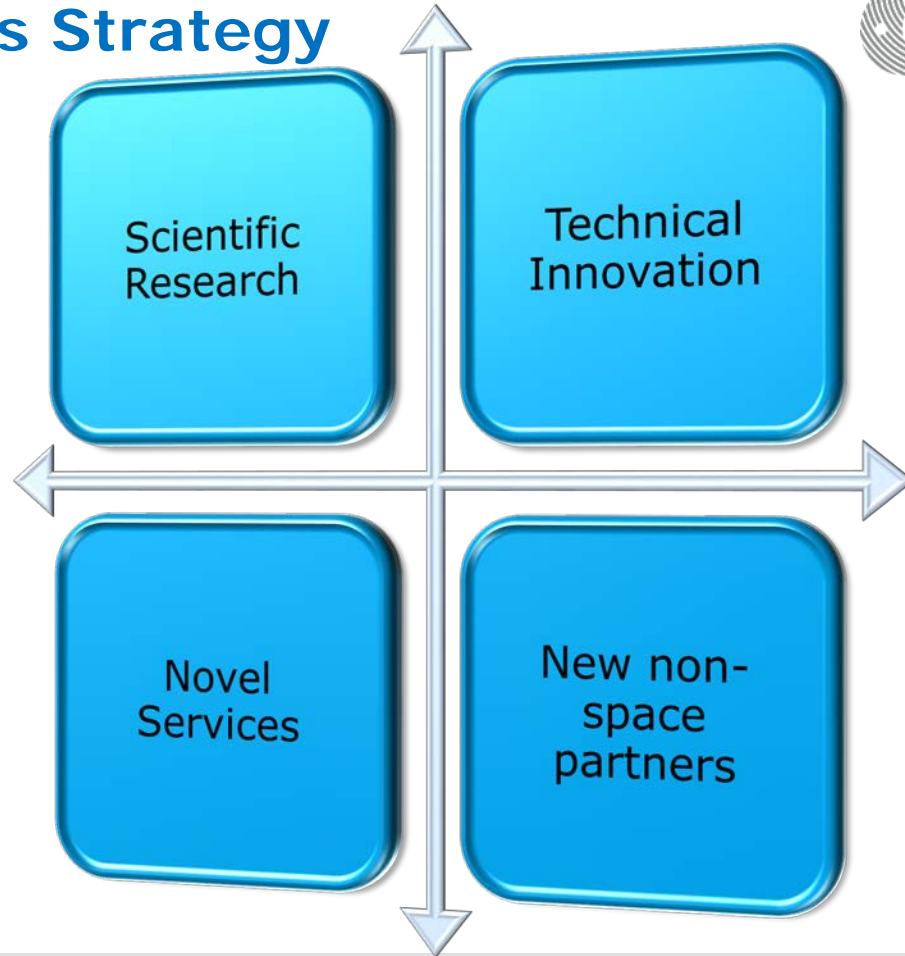 s Strategy
Scientific
Research
Technical
Innovation
Novel
Services
New non-
space
partners